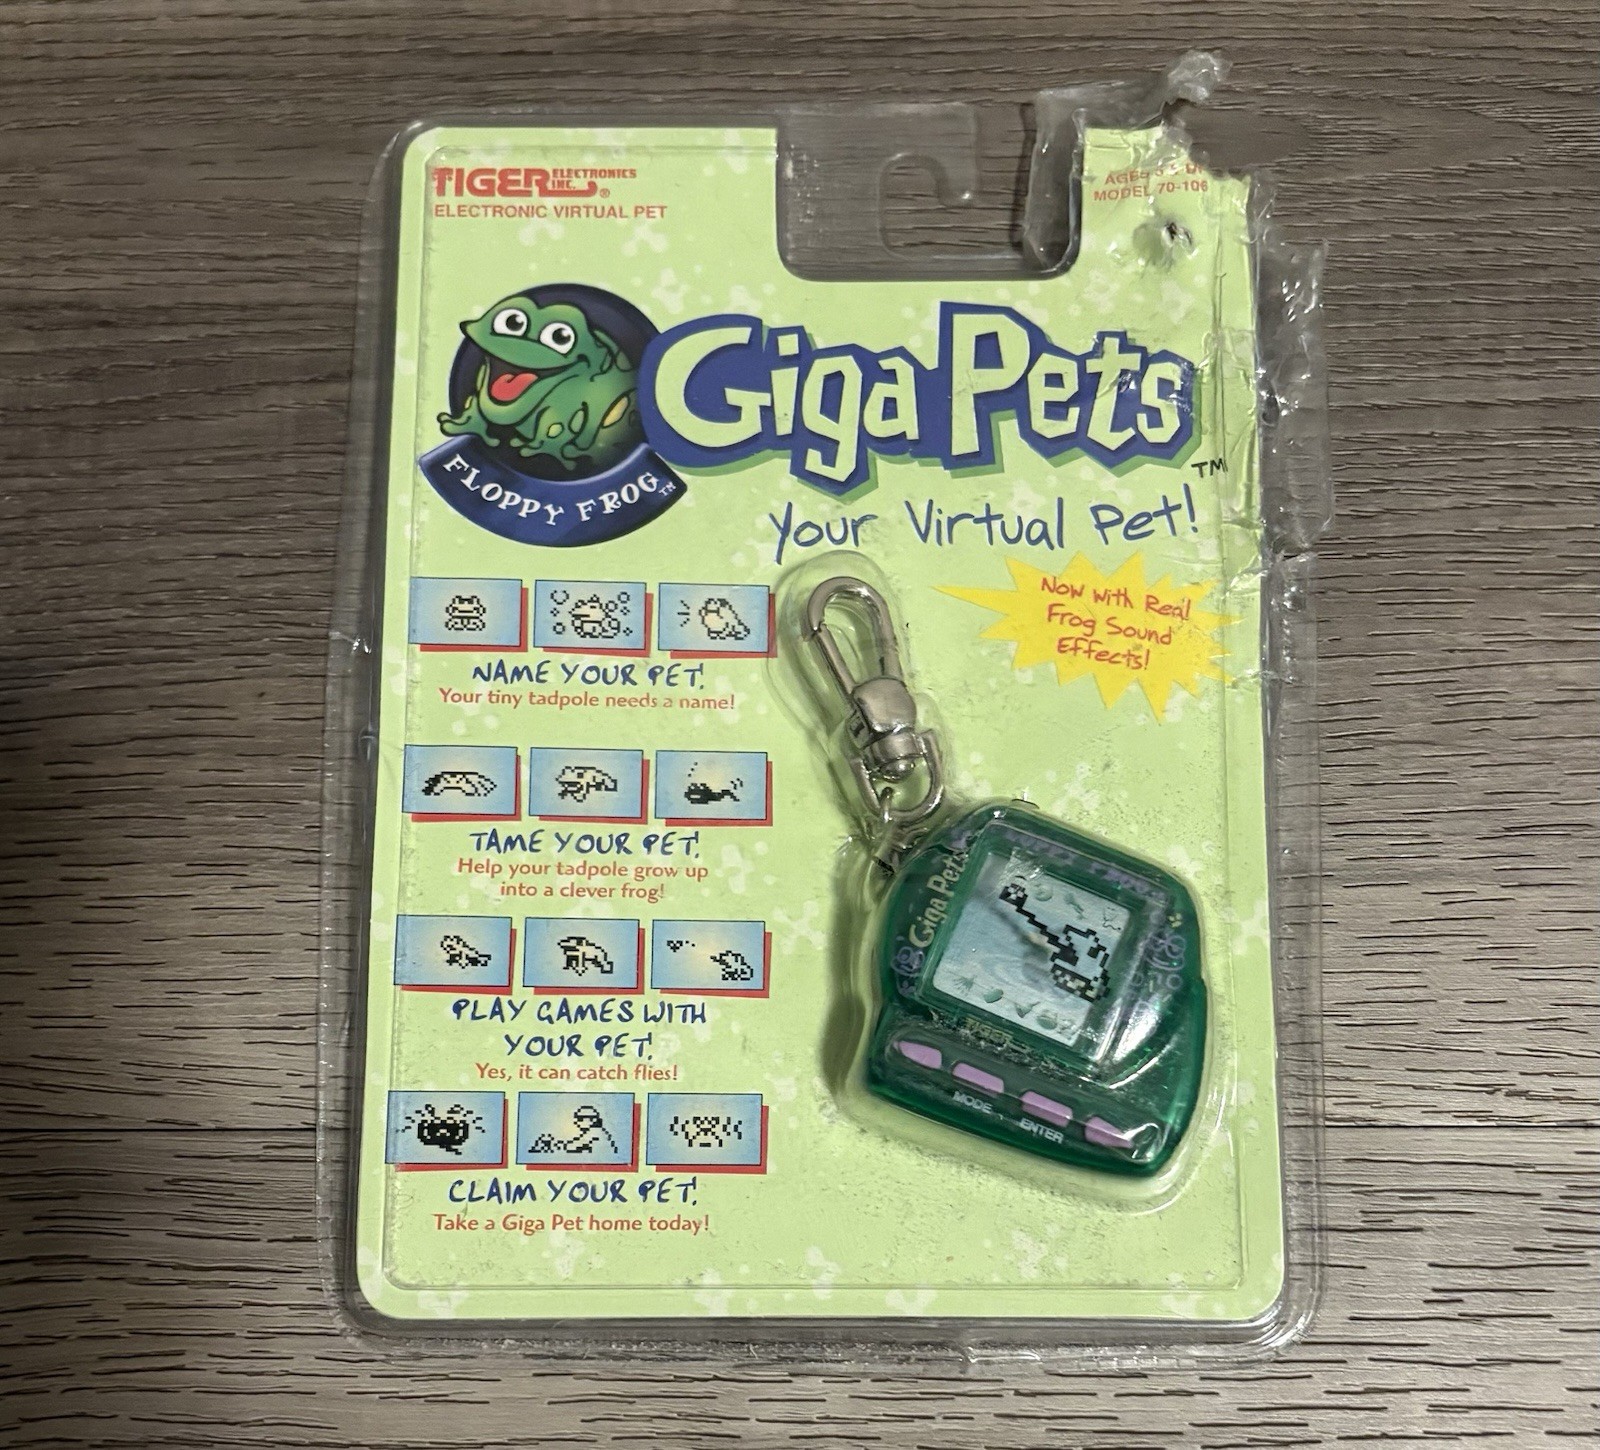 TIGER ELECTRONICS INC. ®
ELECTRONIC VIRTUAL PET
MODEL 70-106
FLOPPY FROG TM
Giga Pets TM
Your Virtual Pet!
Now with Real
Frog Sound
Effects!
NAME YOUR PET!
Your tiny tadpole needs a name!
TAME YOUR PET!
Help your tadpole grow up
into a clever frog!
PLAY GAMES WITH
YOUR PET!
Yes, it can catch flies!
CLAIM YOUR PET!
Take a Giga Pet home today!
Giga Pets
TIGER
MODE
ENTER